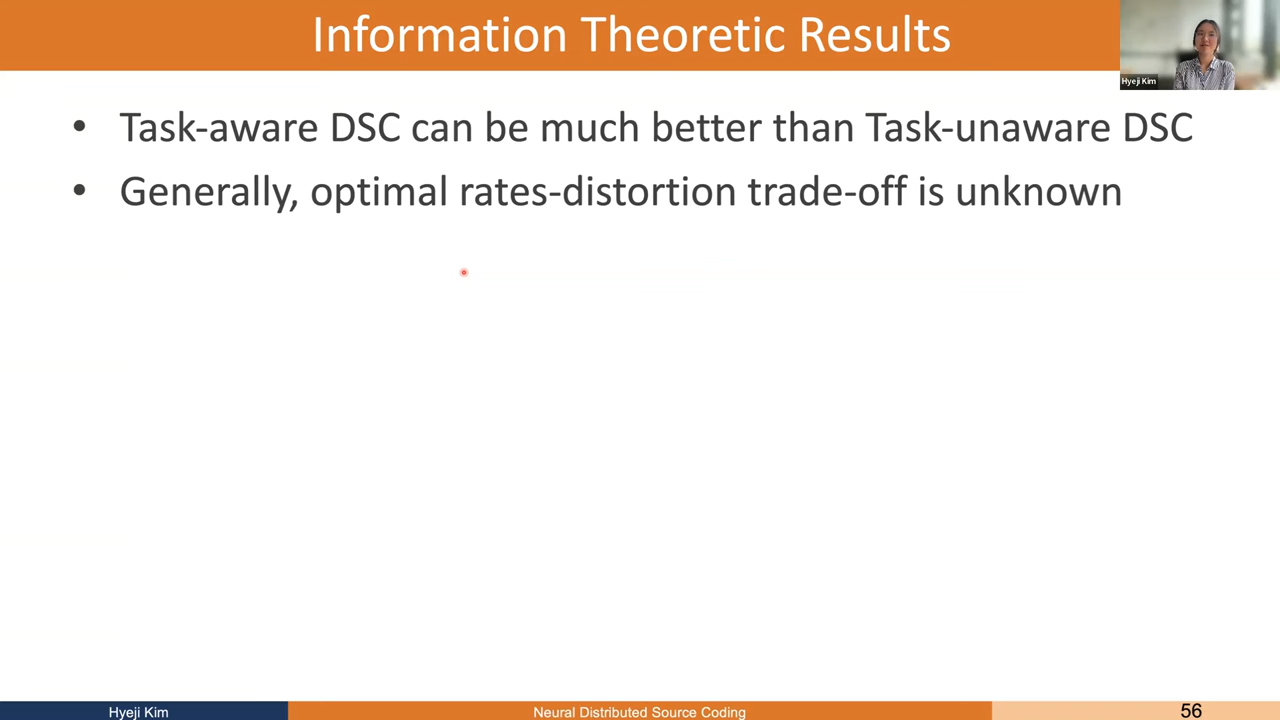 Information Theoretic Results
Hyeji Kim
• Task-aware DSC can be much better than Task-unaware DSC
• Generally, optimal rates-distortion trade-off is unknown
Hyeji Kim
Neural Distributed Source Coding
56